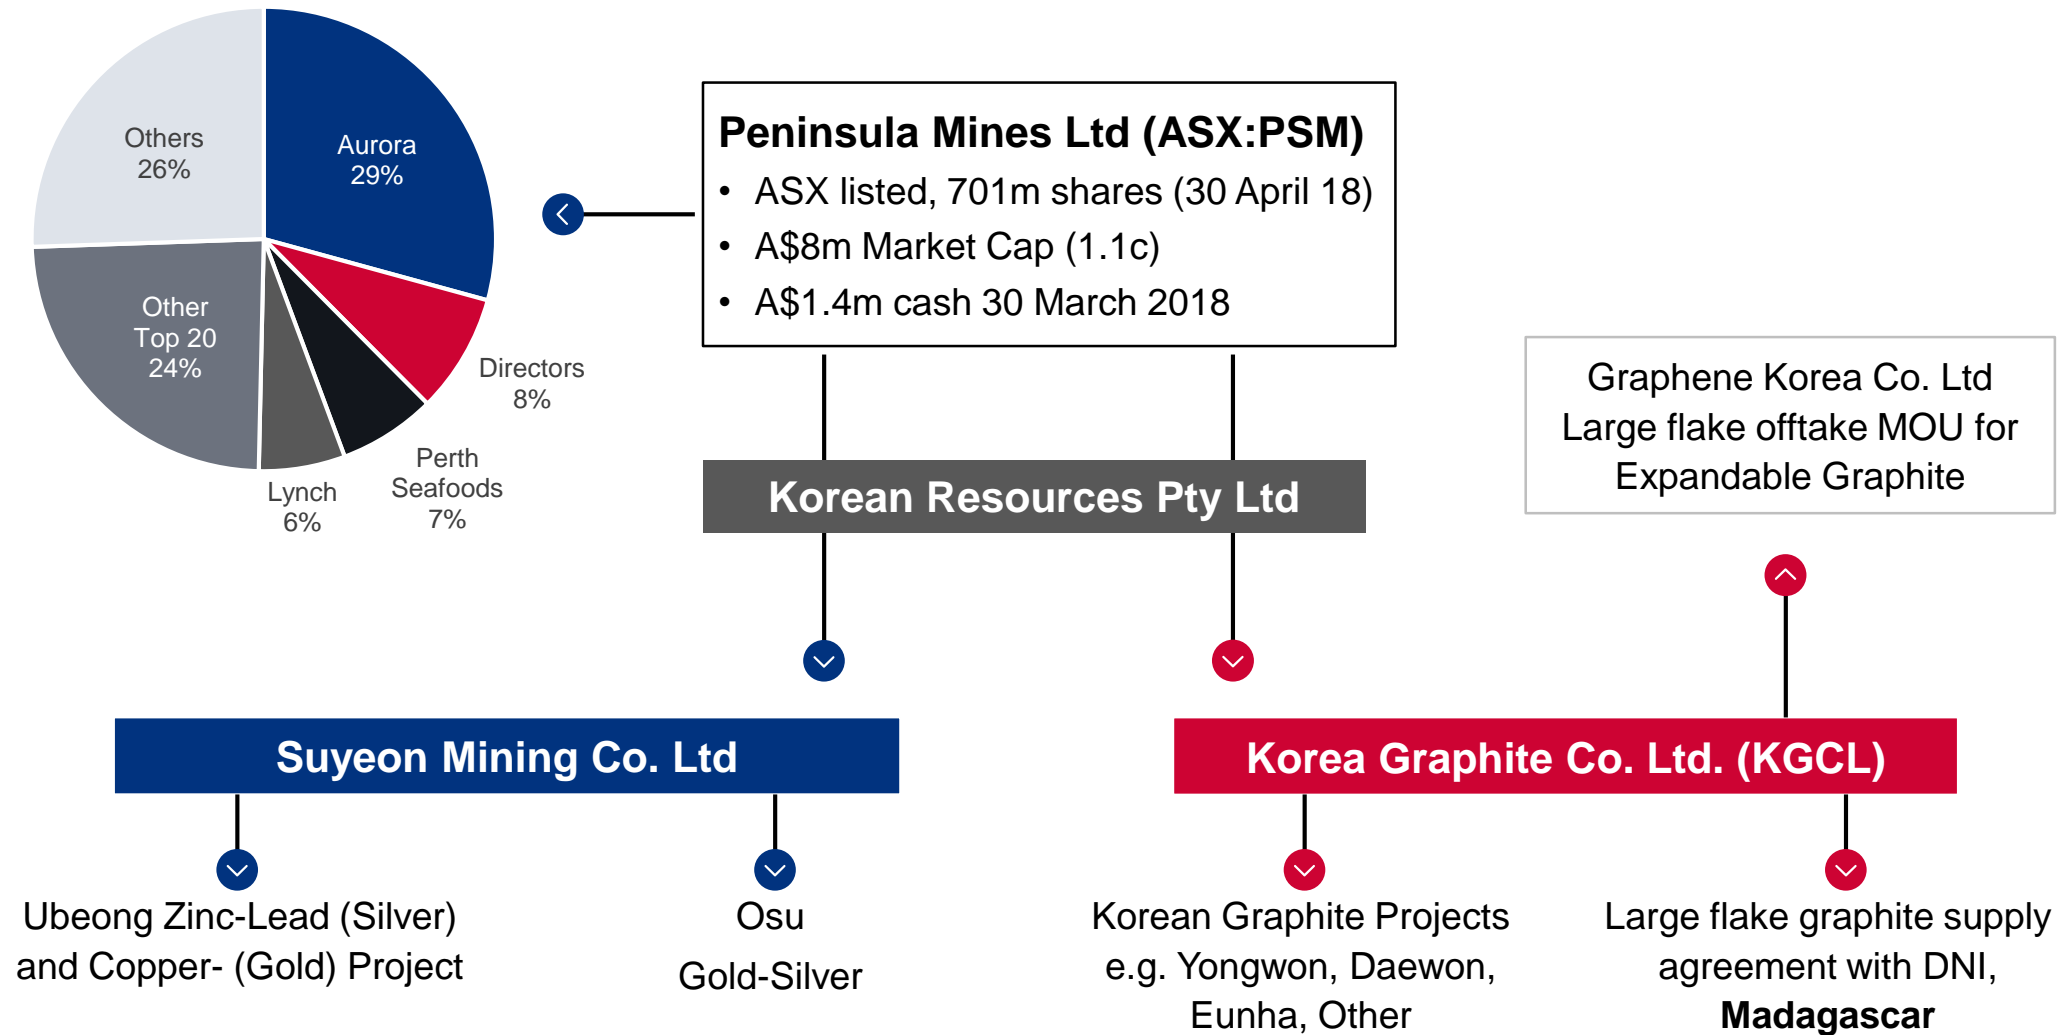 Others
26%
Aurora
29%
Other
Top 20
24%
Directors
8%
Perth
Seafoods
7%
Lynch
6%
Peninsula Mines Ltd (ASX:PSM)
• ASX listed, 701m shares (30 April 18)
• A$8m Market Cap (1.1c)
• A$1.4m cash 30 March 2018
Graphene Korea Co. Ltd
Large flake offtake MOU for
Expandable Graphite
Korean Resources Pty Ltd
Suyeon Mining Co. Ltd
Korea Graphite Co. Ltd. (KGCL)
Ubeong Zinc-Lead (Silver)
and Copper- (Gold) Project
Osu
Gold-Silver
Korean Graphite Projects
e.g. Yongwon, Daewon,
Eunha, Other
Large flake graphite supply
agreement with DNI,
Madagascar